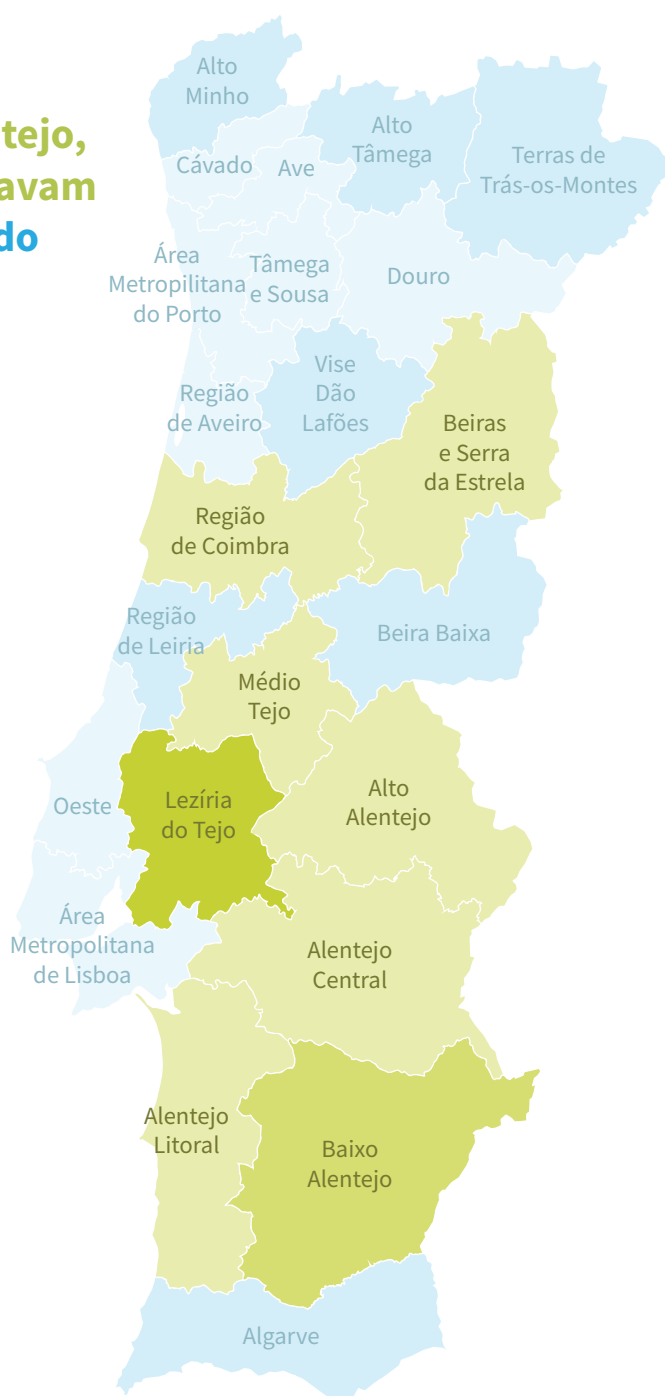 Alto
Minho
tejo,
avam
do
Alto
Tâmega
Cávado
Ave
Terras de
Trás-os-Montes
Área
Metropilitana
do Porto
Tâmega
e Sousa
Douro
Região
de Aveiro
Vise
Dão
Lafões
Beiras
e Serra
da Estrela
Região
de Coimbra
Região
de Leiria
Beira Baixa
Médio
Tejo
Oeste
Lezíria
do Tejo
Alto
Alentejo
Área
Metropolitana
de Lisboa
Alentejo
Central
Alentejo
Litoral
Baixo
Alentejo
Algarve